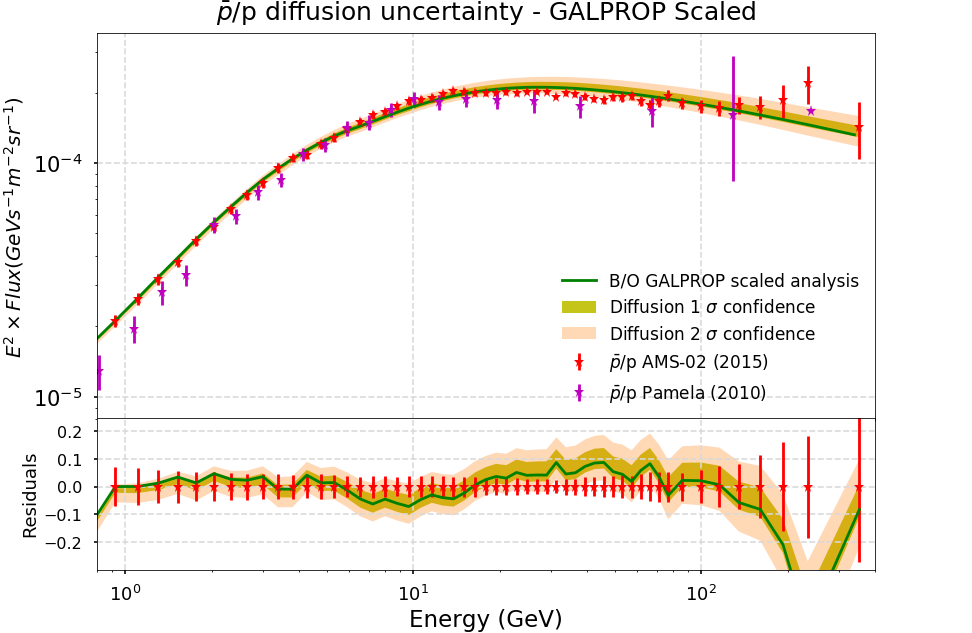 p̄/p diffusion uncertainty - GALPROP Scaled
E² × Flux(GeVs⁻¹m⁻²sr⁻¹)
10⁻⁴
10⁻⁵
B/O GALPROP scaled analysis
Diffusion 1 σ confidence
Diffusion 2 σ confidence
p̄/p AMS-02 (2015)
p̄/p Pamela (2010)
Residuals
0.2
0.1
0.0
−0.1
−0.2
10⁰ 10¹ 10²
Energy (GeV)